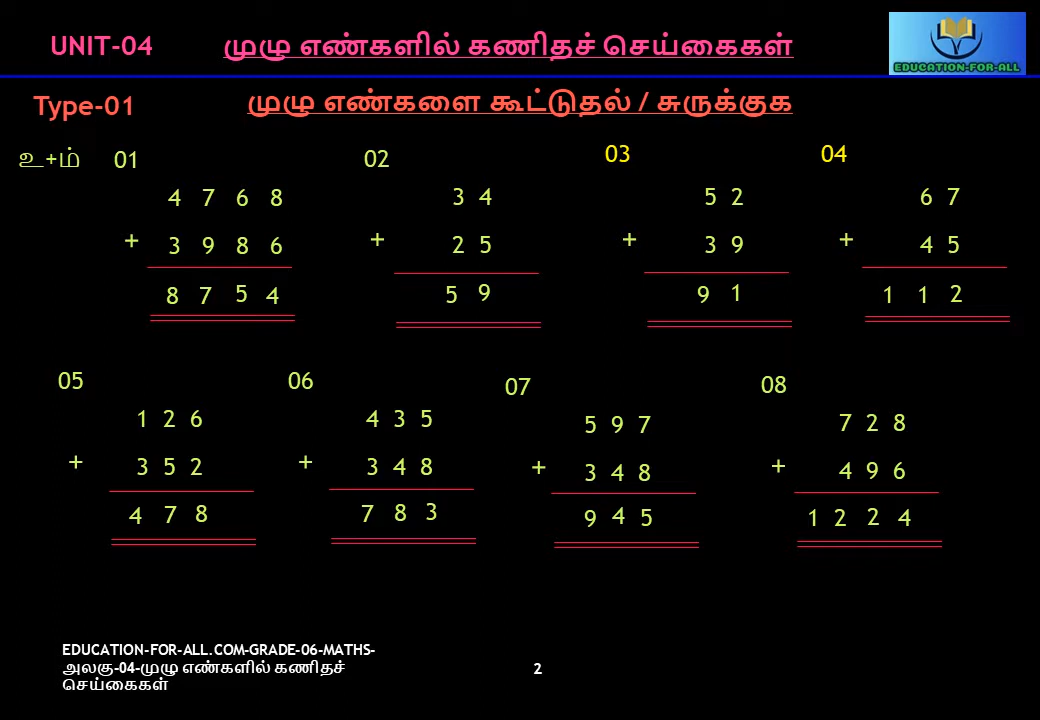 UNIT-04 முழு எண்களில் கணிதச் செய்கைகள்
EDUCATION-FOR-ALL
Type-01 முழு எண்களை கூட்டுதல் / சுருக்குக
உ+ம் 01 02 03 04
4 7 6 8 3 4 5 2 6 7
+ 3 9 8 6 + 2 5 + 3 9 + 4 5
8 7 5 4 5 9 9 1 1 1 2
05 06 07 08
1 2 6 4 3 5 5 9 7 7 2 8
+ 3 5 2 + 3 4 8 + 3 4 8 + 4 9 6
4 7 8 7 8 3 9 4 5 1 2 2 4
EDUCATION-FOR-ALL.COM-GRADE-06-MATHS-
அலகு-04-முழு எண்களில் கணிதச்
செய்கைகள்
2